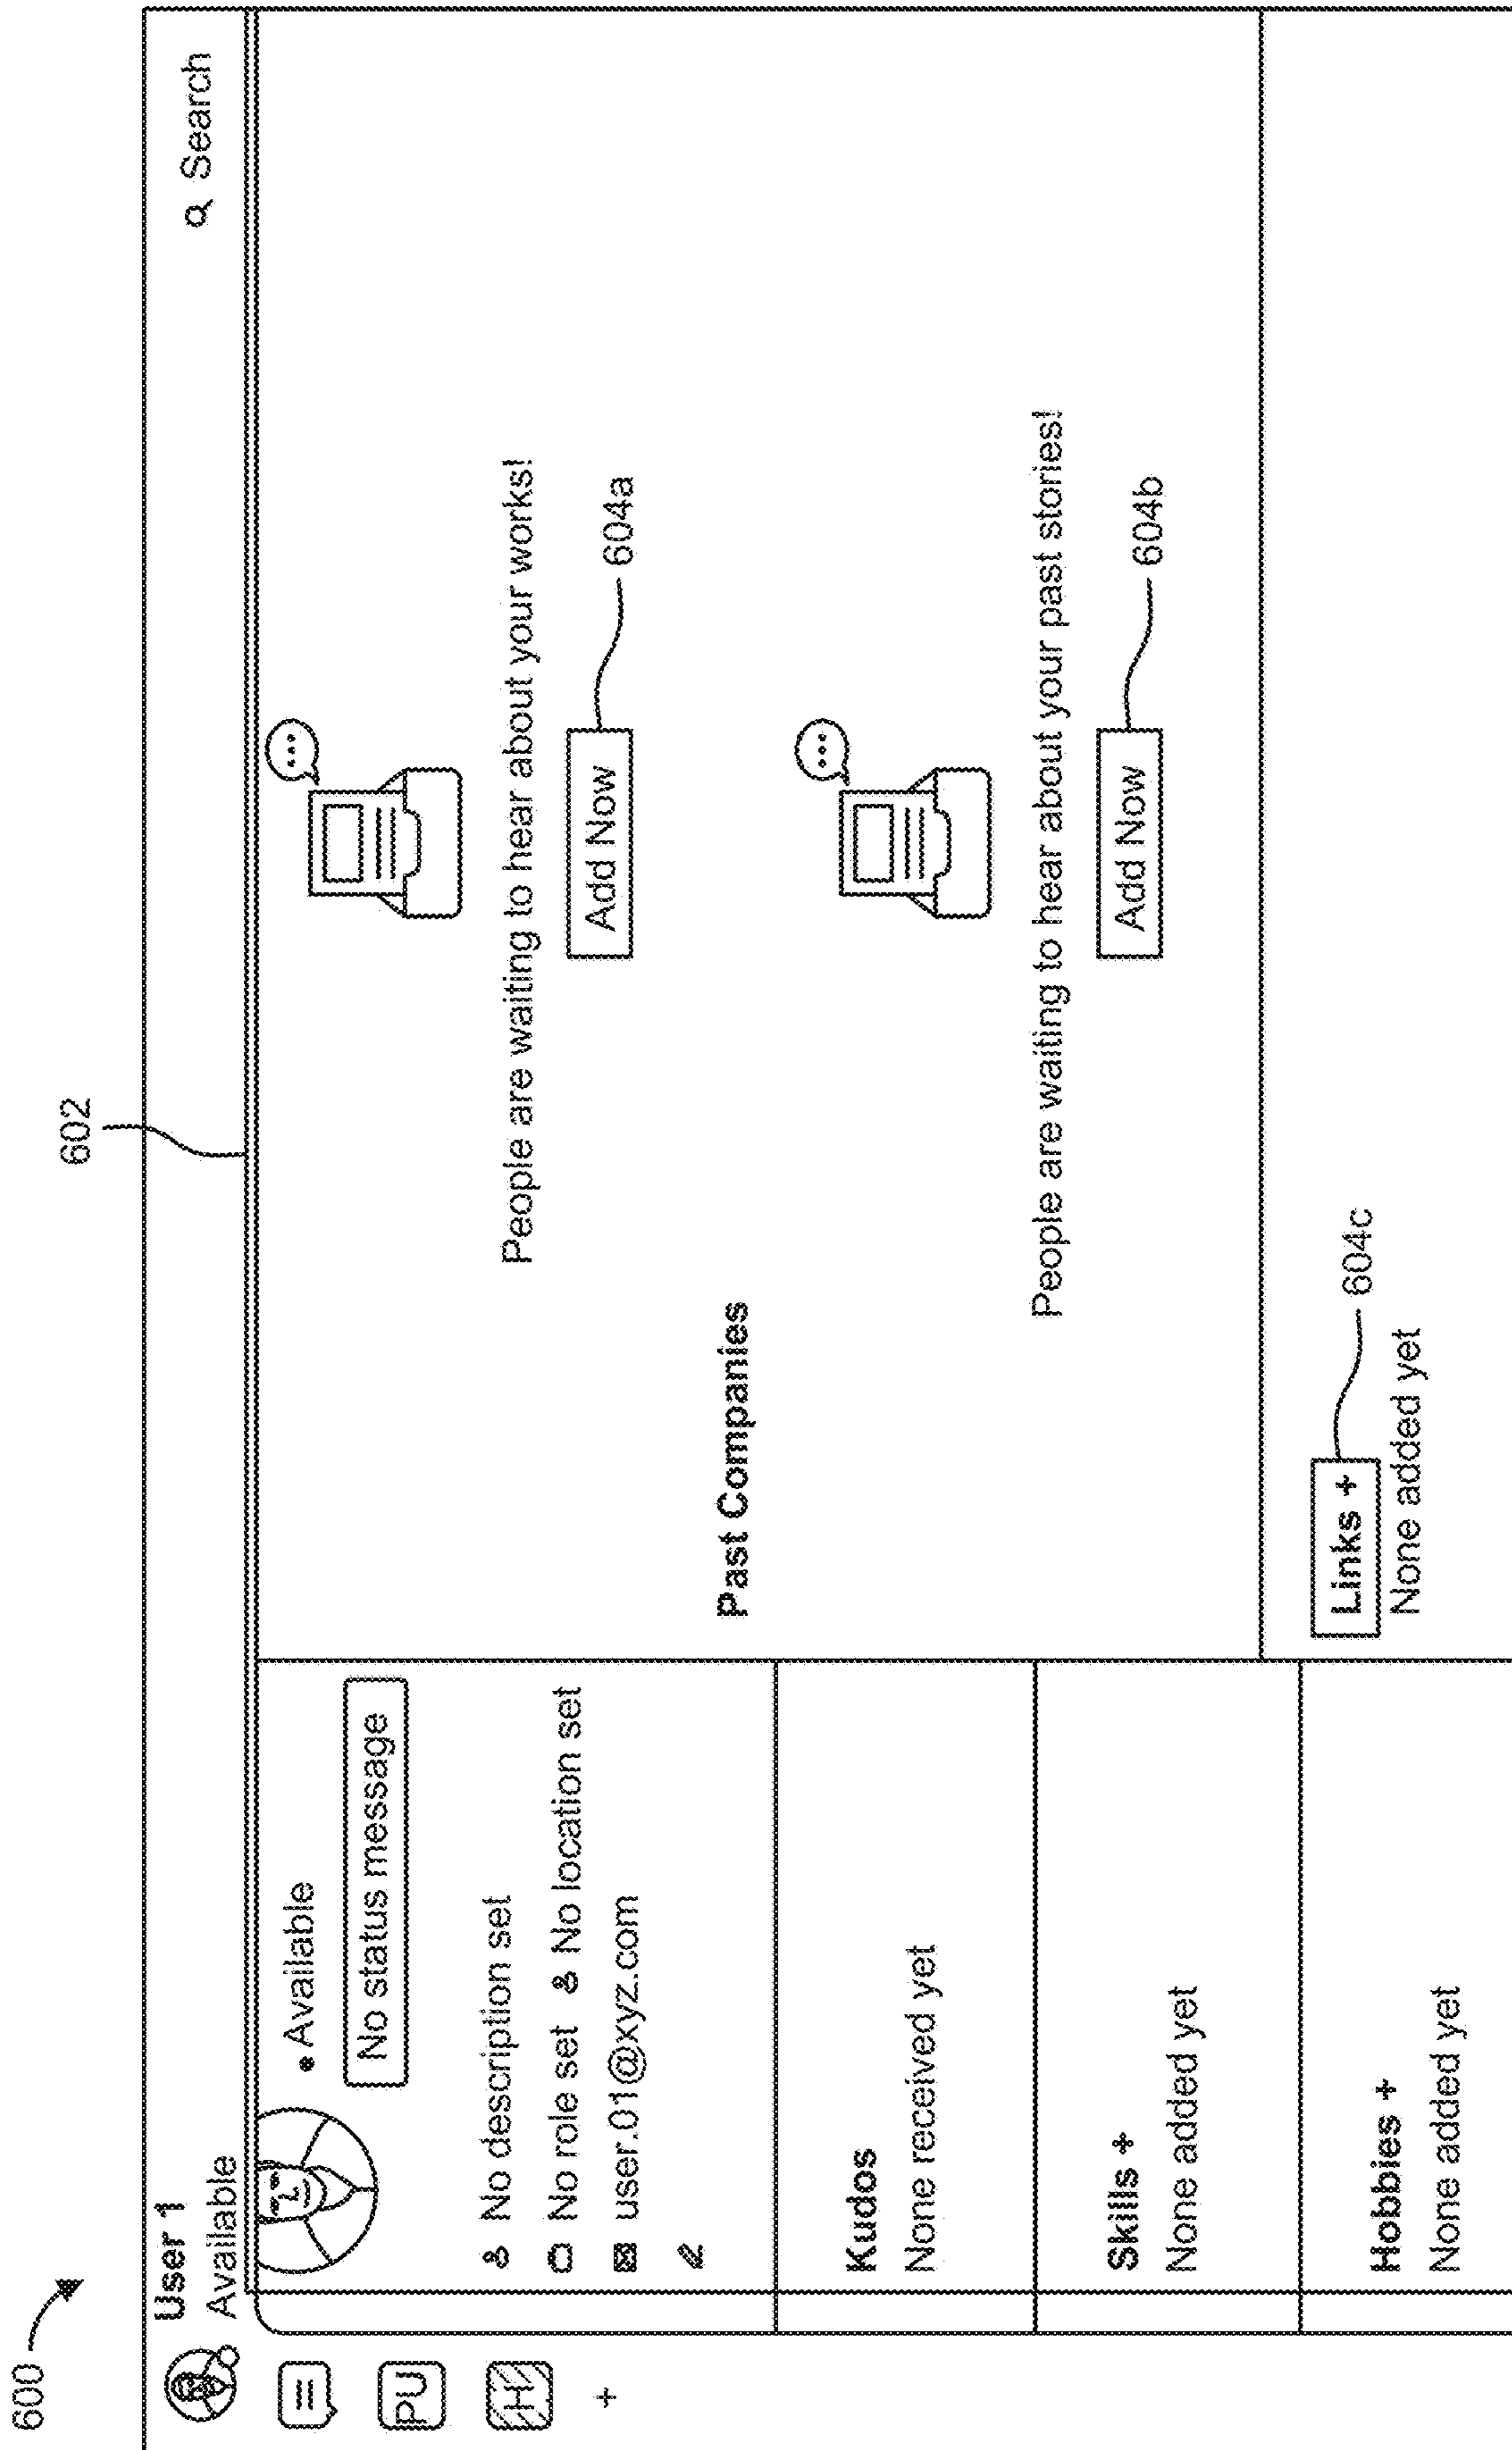 600
602
User 1
Available
Search
PU
H
+
• Available
No status message
No description set
No role set No location set
user.01@xyz.com
Kudos
None received yet
Skills +
None added yet
Hobbies +
None added yet
People are waiting to hear about your works!
Add Now
604a
Past Companies
People are waiting to hear about your past stories!
Add Now
604b
Links +
604c
None added yet